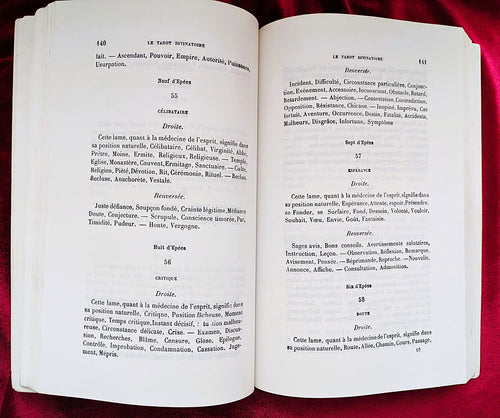 140 LE TAROT DIVINATOIRE
lait. — Ascendant, Pouvoir, Empire, Autorité, Puissance,
Usurpation.
Neuf d'Epées
55
CÉLIBATAIRE
Droite.
Cette lame, quant à la médecine de l'esprit, signifie dans
sa position naturelle, Célibataire, Célibat, Virginité, Abbé,
Prêtre, Moine, Ermite, Religieux, Religieuse. — Temple,
Eglise, Monastère, Couvent, Ermitage, Sanctuaire. — Culte,
Religion, Piété, Dévotion, Rit, Cérémonie, Rituel. — Reclus,
Recluse, Anachorète, Vestale.
Renversée.
Juste défiance, Soupçon fondé, Crainte légitime, Méfiance
Doute, Conjecture. — Scrupule, Conscience timorée, Pur,
Timidité, Pudeur. — Honte, Vergogne.
Huit d'Epées
56
CRITIQUE
Droite.
Cette lame, quant à la médecine de l'esprit, signifie dans
sa position naturelle, Critique, Position fâcheuse, Moment
critique, Temps critique, Instant décisif, situation malheu-
reuse, Circonstance délicate, Crise. — Examen, Discus-
sion, Recherches, Blâme, Censure, Glose, Epilogue,
Contrôle, Improbation, Condamnation, Cassation, Juge-
ment, Mépris.
LE TAROT DIVINATOIRE 141
Renversée.
Incident, Difficulté, Circonstance particulière, Conjonc-
tion, Evénement, Accessoire, Inconscient, Obstacle, Retard,
Retardement. — Abjection. — Contestation, Contradiction,
Opposition, Résistance, Chicane. — Inopiné, Imprévu, Cas
fortuit, Aventure, Occurrence, Destin, Fatalité, Accidents,
Malheurs, Disgrâce, Infortune, Symptôme
Sept d'Epées
57
ESPÉRANCE
Droite.
Cette lame, quant à la médecine de l'esprit, signifie dans
sa position naturelle, Espérance, Attente, espoir, Prétendre,
se Fonder, se Surfaire, Fond, Dessein, Volonté, Vouloir,
Souhait, Vœu, Envie, Goût, Fantaisie.
Renversée.
Sages avis, Bons conseils, Avertissements salutaires,
Instruction, Leçon. — Observation, Réflexion, Remarque,
Avisement, Pensée. — Réprimande, Reproche. — Nouvelle,
Annonce, Affiche. — Consultation, Admonition.
Six d'Epées
58
ROUTE
Droite.
Cette lame, quant à la médecine de l'esprit, signifie dans
sa position naturelle, Route, Allée, Chemin, Cours, Passage,